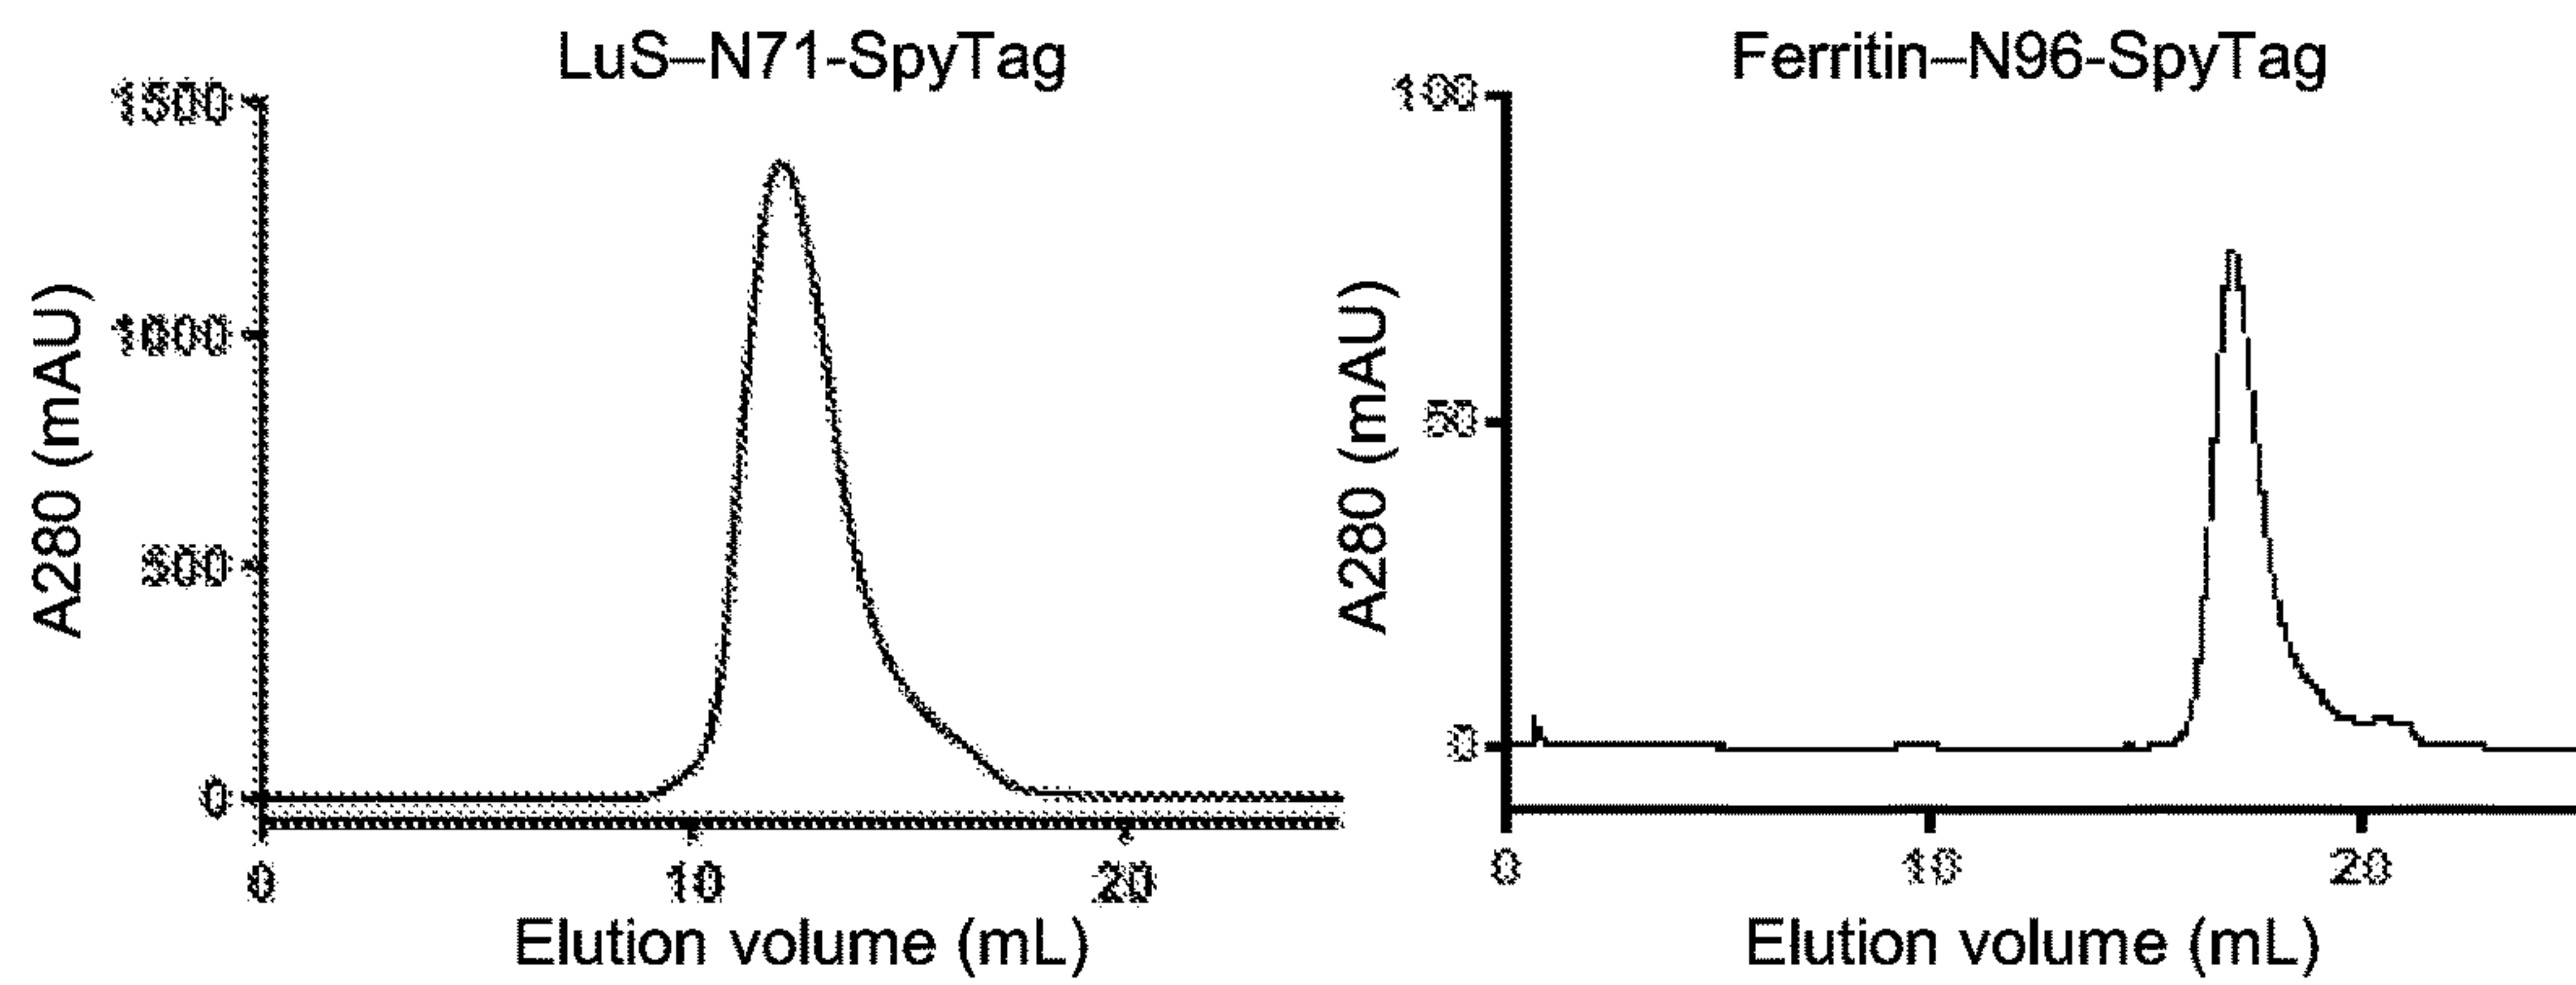 LuS–N71-SpyTag
1500
1000
500
0
A280 (mAU)
0 10 20
Elution volume (mL)
Ferritin–N96-SpyTag
100
50
0
A280 (mAU)
0 10 20
Elution volume (mL)